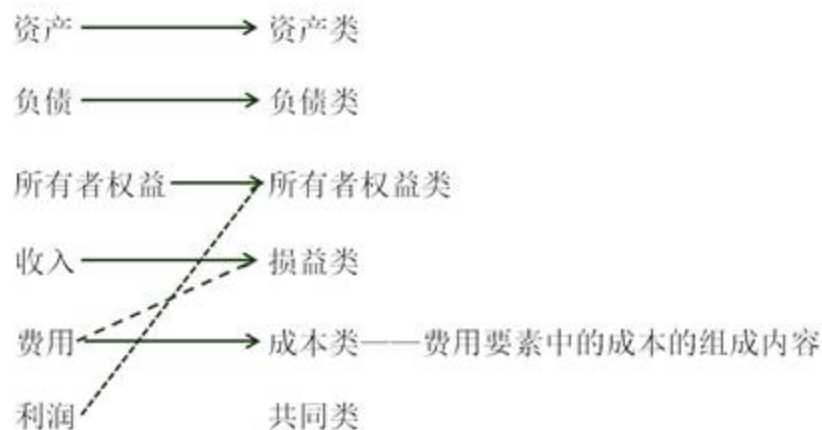 资产 资产类
负债 负债类
所有者权益 所有者权益类
收入 损益类
费用 成本类——费用要素中的成本的组成内容
利润 共同类